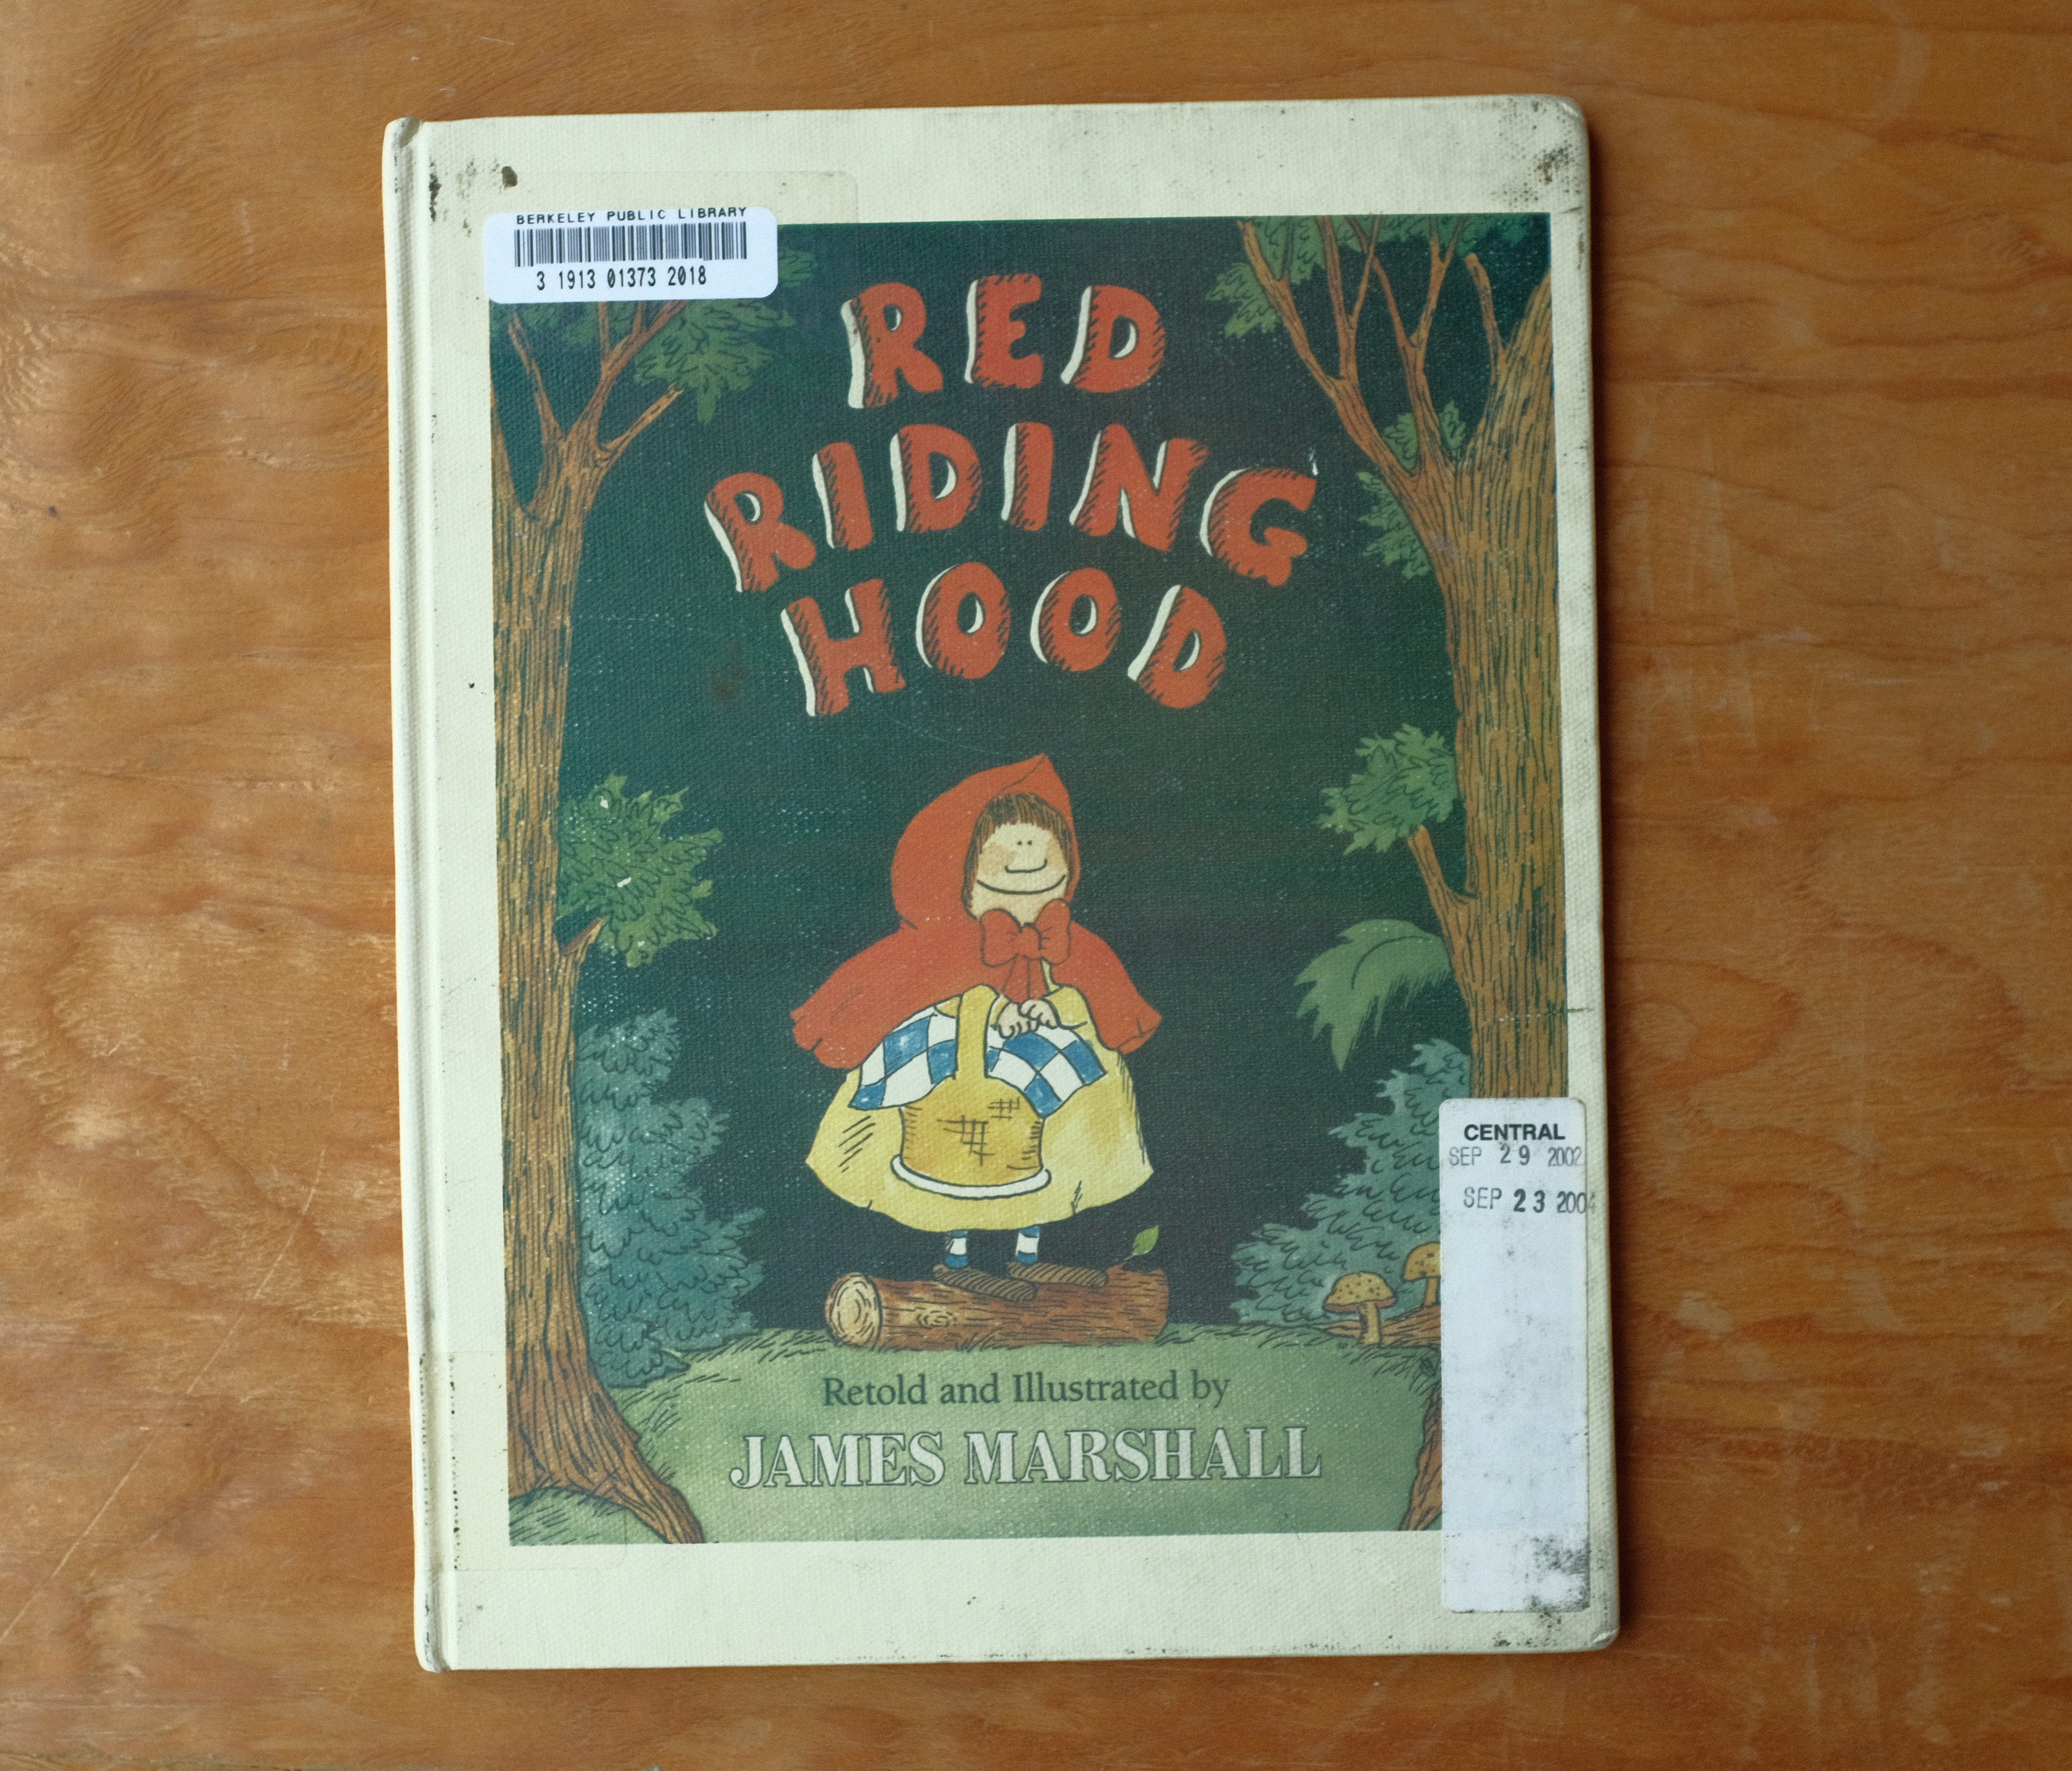 BERKELEY PUBLIC LIBRARY
3 1913 01373 2018
RED
RIDING
HOOD
CENTRAL
SEP 29 2002
SEP 23 2004
Retold and Illustrated by
JAMES MARSHALL